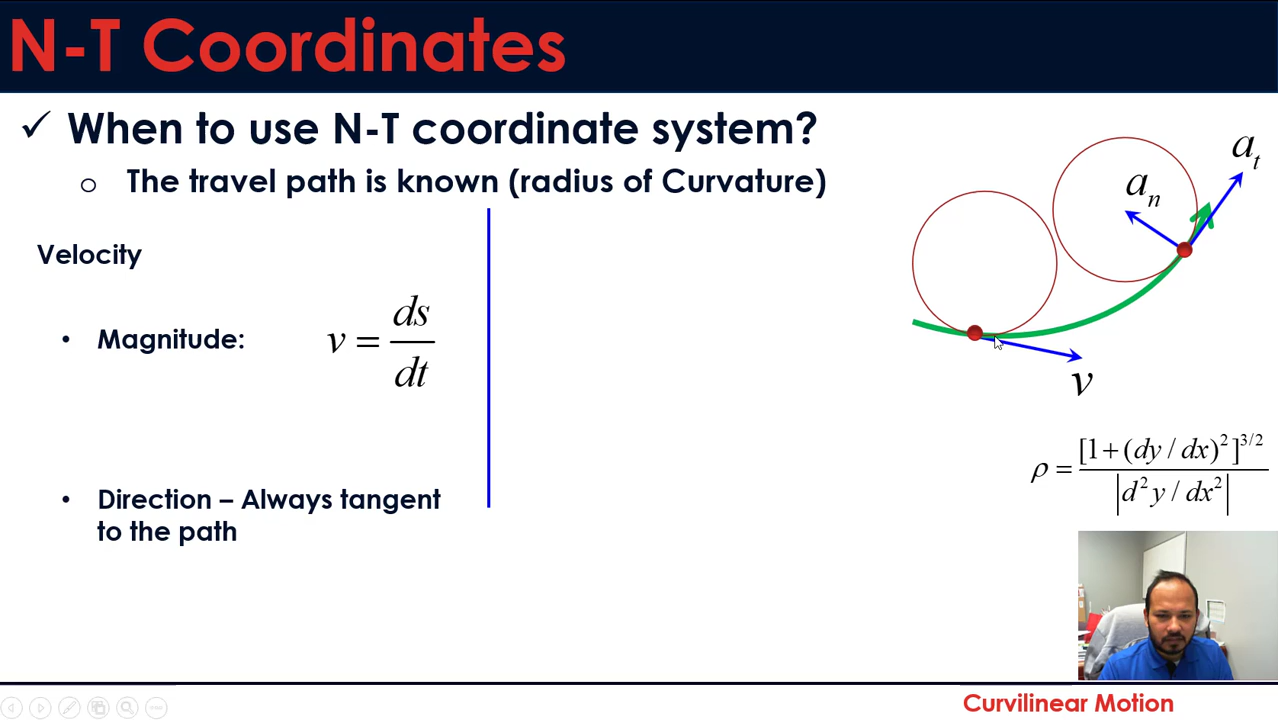 N-T Coordinates
✓ When to use N-T coordinate system?
o The travel path is known (radius of Curvature)
Velocity
• Magnitude: v = ds/dt
• Direction – Always tangent
to the path
a_t
a_n
v
ρ = [1+(dy / dx)²]^{3/2} / |d²y / dx²|
Curvilinear Motion